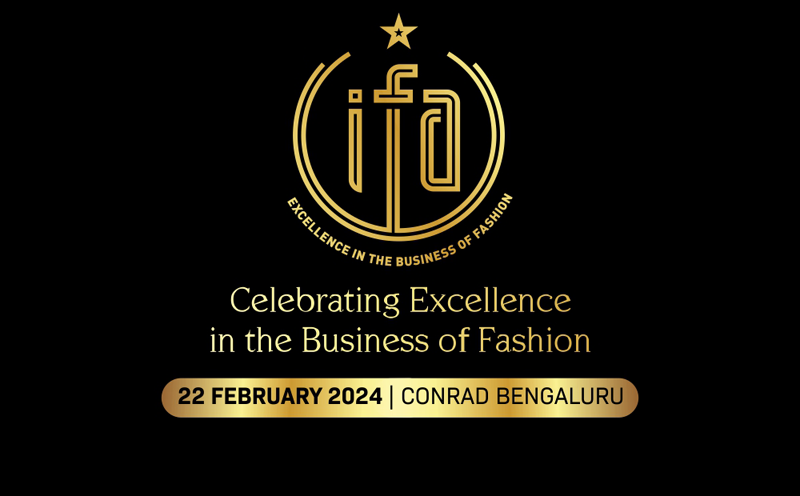 ifa
EXCELLENCE IN THE BUSINESS OF FASHION
Celebrating Excellence
in the Business of Fashion
22 FEBRUARY 2024 | CONRAD BENGALURU